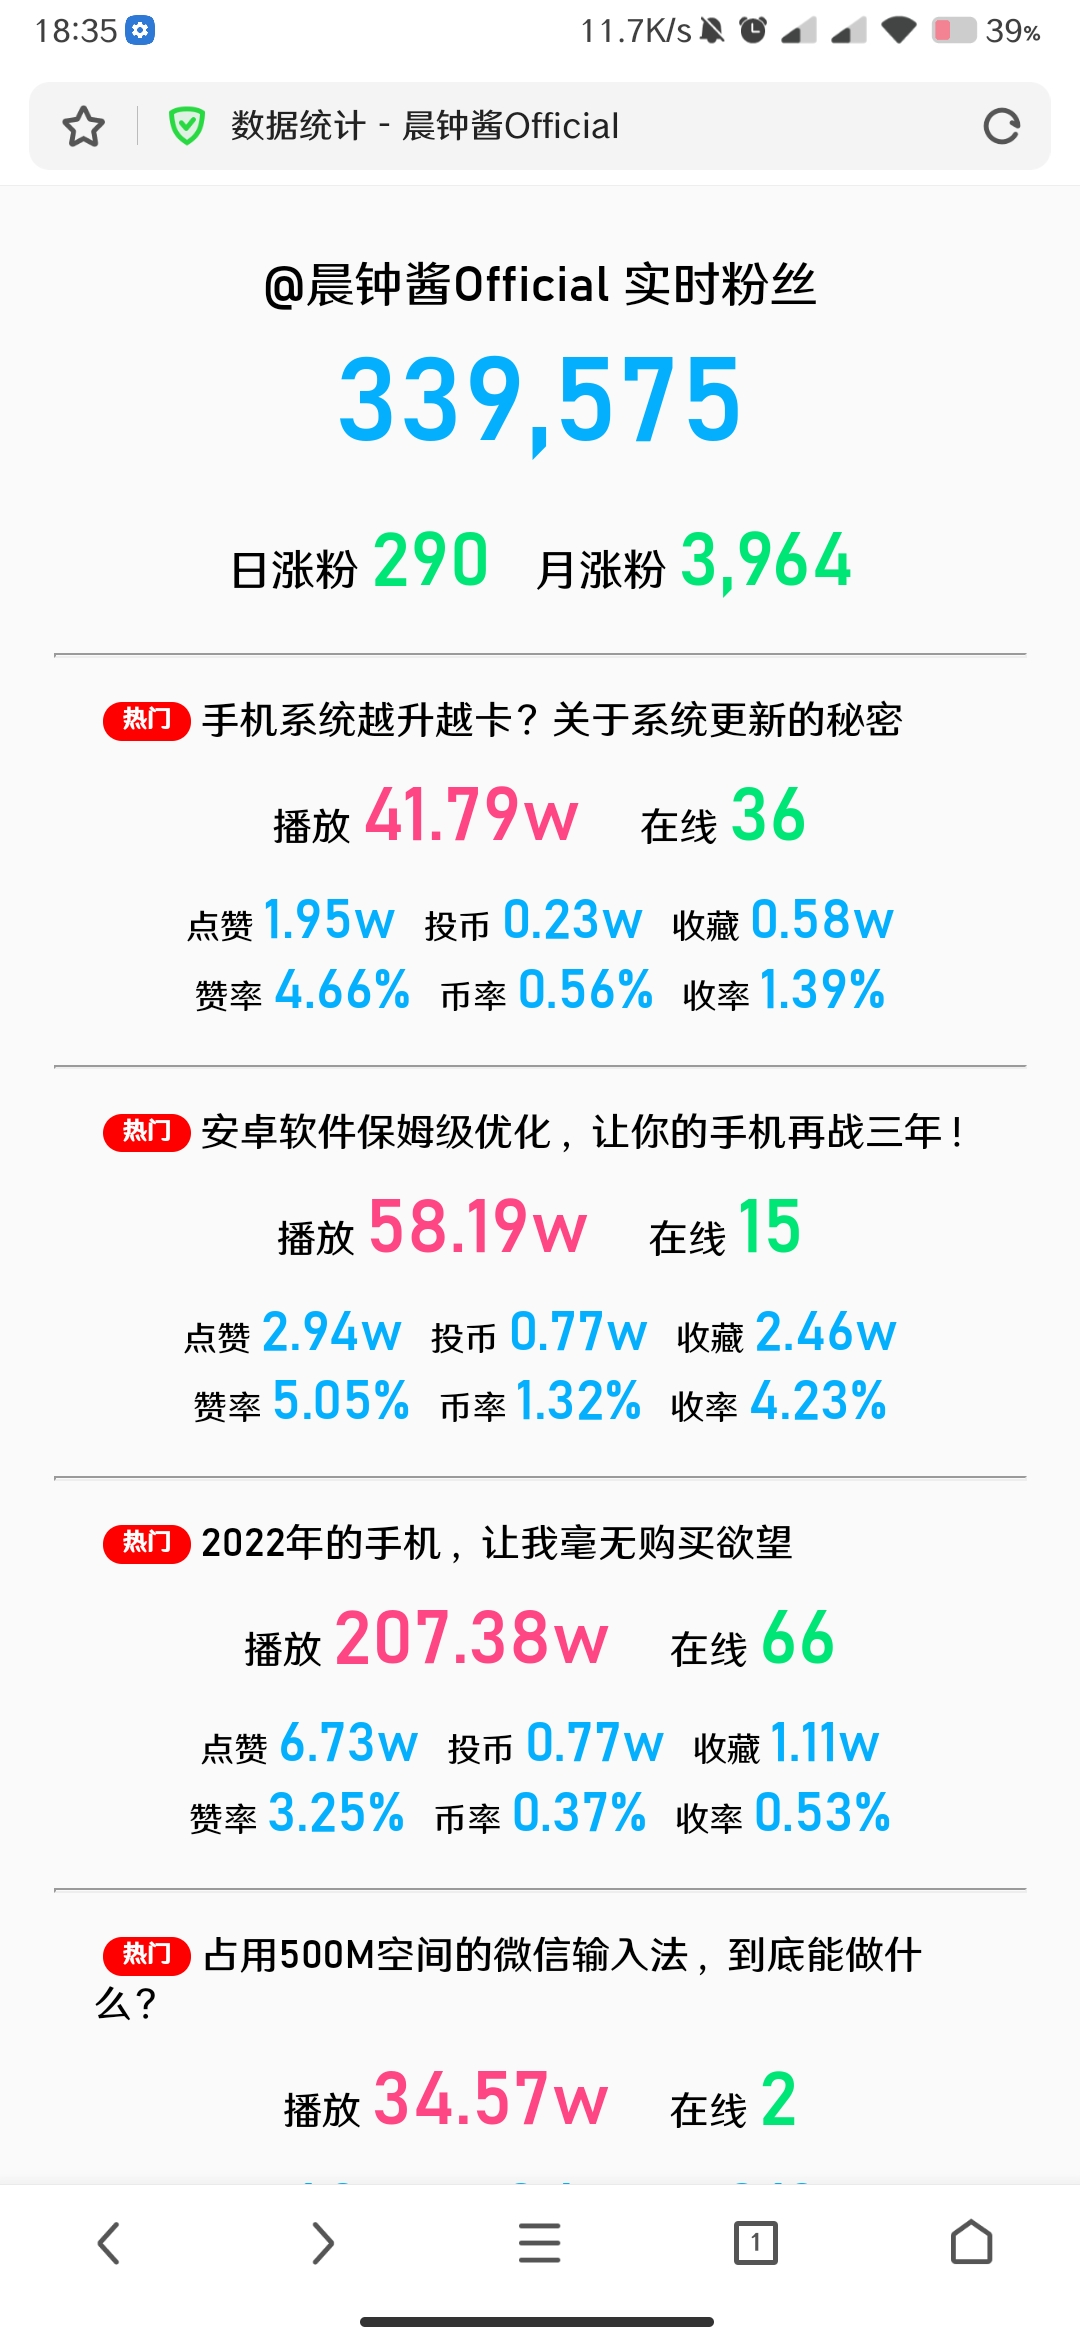 18:35 11.7K/s 39%
数据统计 - 晨钟酱Official
@晨钟酱Official 实时粉丝
339,575
日涨粉 290 月涨粉 3,964
热门 手机系统越升越卡？关于系统更新的秘密
播放 41.79w 在线 36
点赞 1.95w 投币 0.23w 收藏 0.58w
赞率 4.66% 币率 0.56% 收率 1.39%
热门 安卓软件保姆级优化，让你的手机再战三年！
播放 58.19w 在线 15
点赞 2.94w 投币 0.77w 收藏 2.46w
赞率 5.05% 币率 1.32% 收率 4.23%
热门 2022年的手机，让我毫无购买欲望
播放 207.38w 在线 66
点赞 6.73w 投币 0.77w 收藏 1.11w
赞率 3.25% 币率 0.37% 收率 0.53%
热门 占用500M空间的微信输入法，到底能做什
么？
播放 34.57w 在线 2
1